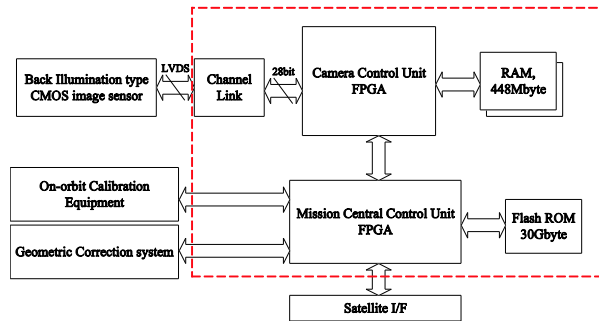 LVDS
28bit
Back Illumination type
CMOS image sensor
Channel
Link
Camera Control Unit
FPGA
RAM,
448Mbyte
On-orbit Calibration
Equipment
Mission Central Control Unit
FPGA
Flash ROM
30Gbyte
Geometric Correction system
Satellite I/F